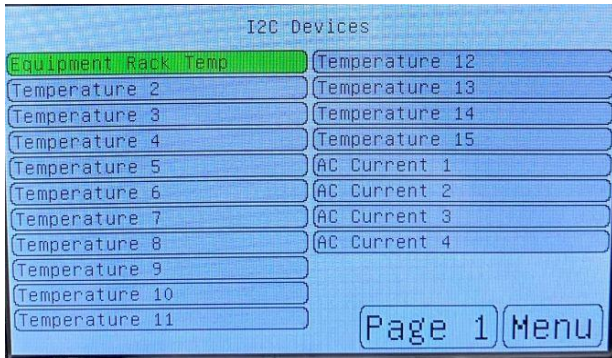 I2C Devices
Equipment Rack Temp
Temperature 2
Temperature 3
Temperature 4
Temperature 5
Temperature 6
Temperature 7
Temperature 8
Temperature 9
Temperature 10
Temperature 11
Temperature 12
Temperature 13
Temperature 14
Temperature 15
AC Current 1
AC Current 2
AC Current 3
AC Current 4
Page 1
Menu